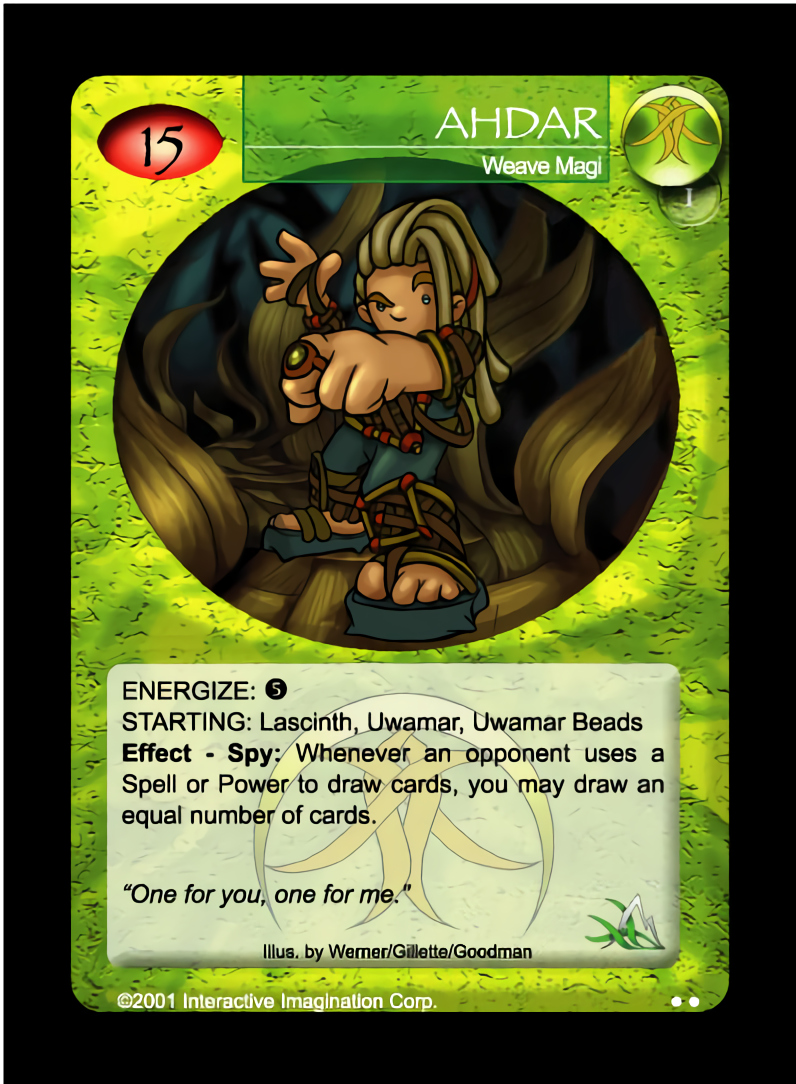 15
AHDAR
Weave Magi
I
ENERGIZE: ❺
STARTING: Lascinth, Uwamar, Uwamar Beads
Effect - Spy: Whenever an opponent uses a
Spell or Power to draw cards, you may draw an
equal number of cards.
“One for you, one for me.”
Illus. by Werner/Gillette/Goodman
©2001 Interactive Imagination Corp.